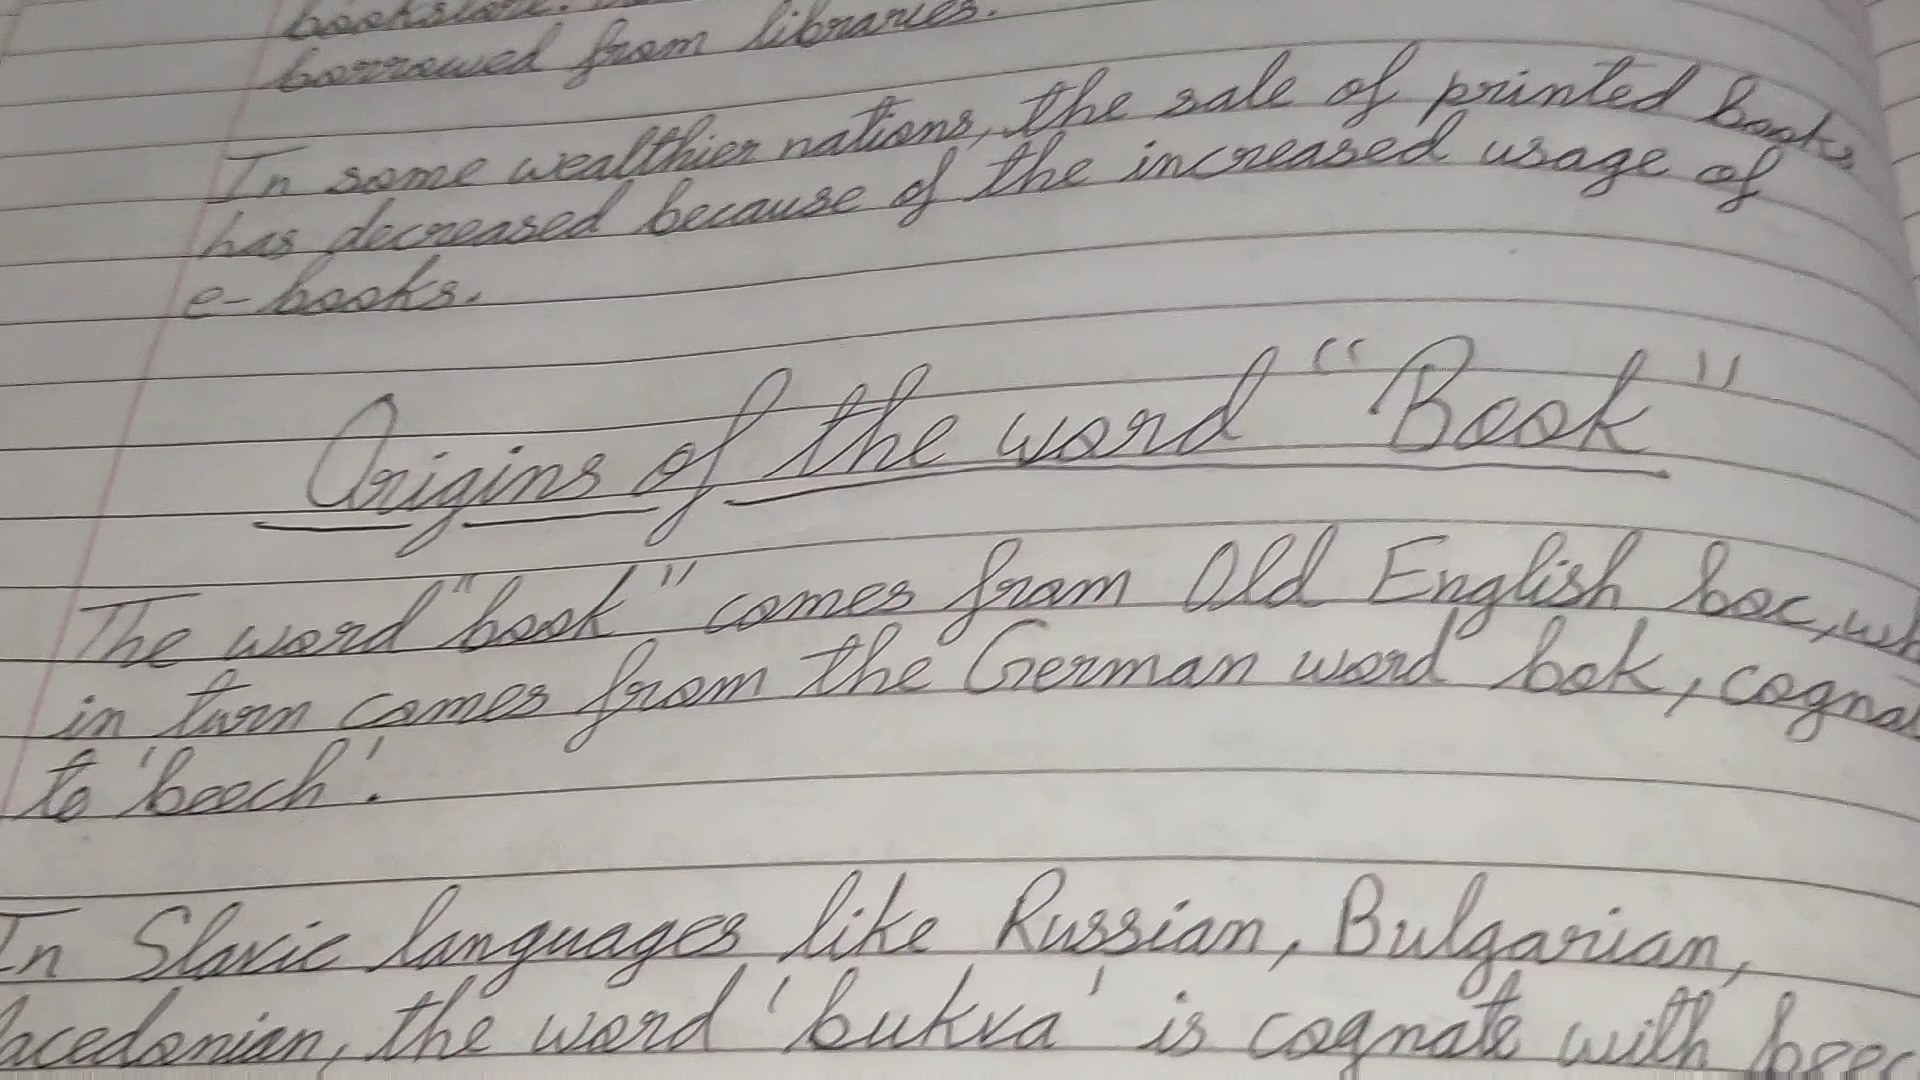 bookstore.
borrowed from libraries.
In some wealthier nations, the sale of printed books
has decreased because of the increased usage of
e-books.
Origins of the word "Book"
The word "book" comes from Old English boc, wh
in turn comes from the German word bok, cogna
to 'beech'.
In Slavic languages like Russian, Bulgarian,
acedonian, the word 'bukva' is cognate with beec